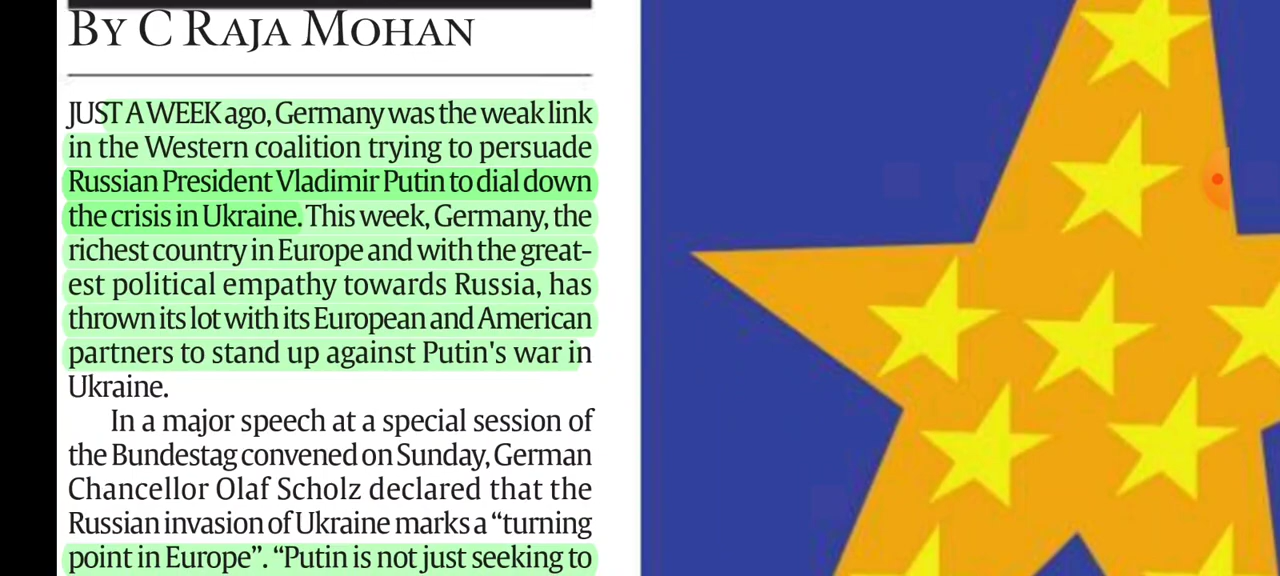 BY C RAJA MOHAN
JUST A WEEK ago, Germany was the weak link
in the Western coalition trying to persuade
Russian President Vladimir Putin to dial down
the crisis in Ukraine. This week, Germany, the
richest country in Europe and with the great-
est political empathy towards Russia, has
thrown its lot with its European and American
partners to stand up against Putin's war in
Ukraine.
In a major speech at a special session of
the Bundestag convened on Sunday, German
Chancellor Olaf Scholz declared that the
Russian invasion of Ukraine marks a “turning
point in Europe”. “Putin is not just seeking to